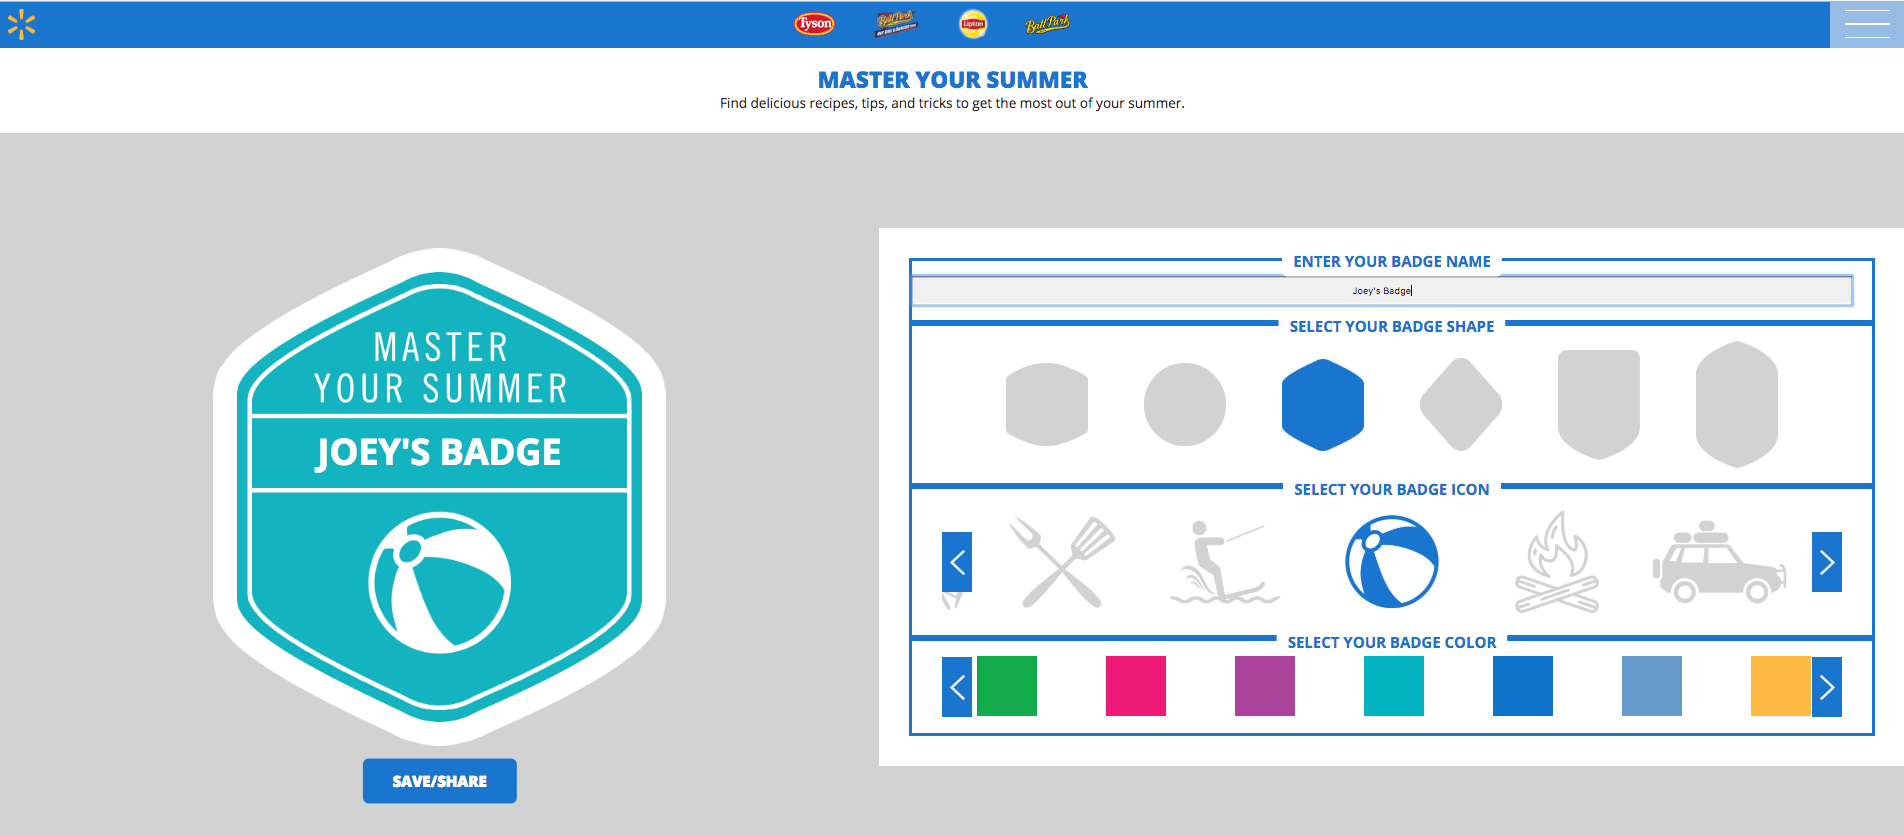 Tyson
Ball Park
Lipton
Ball Park
MASTER YOUR SUMMER
Find delicious recipes, tips, and tricks to get the most out of your summer.
MASTER
YOUR SUMMER
JOEY'S BADGE
SAVE/SHARE
ENTER YOUR BADGE NAME
Joey's Badge
SELECT YOUR BADGE SHAPE
SELECT YOUR BADGE ICON
SELECT YOUR BADGE COLOR